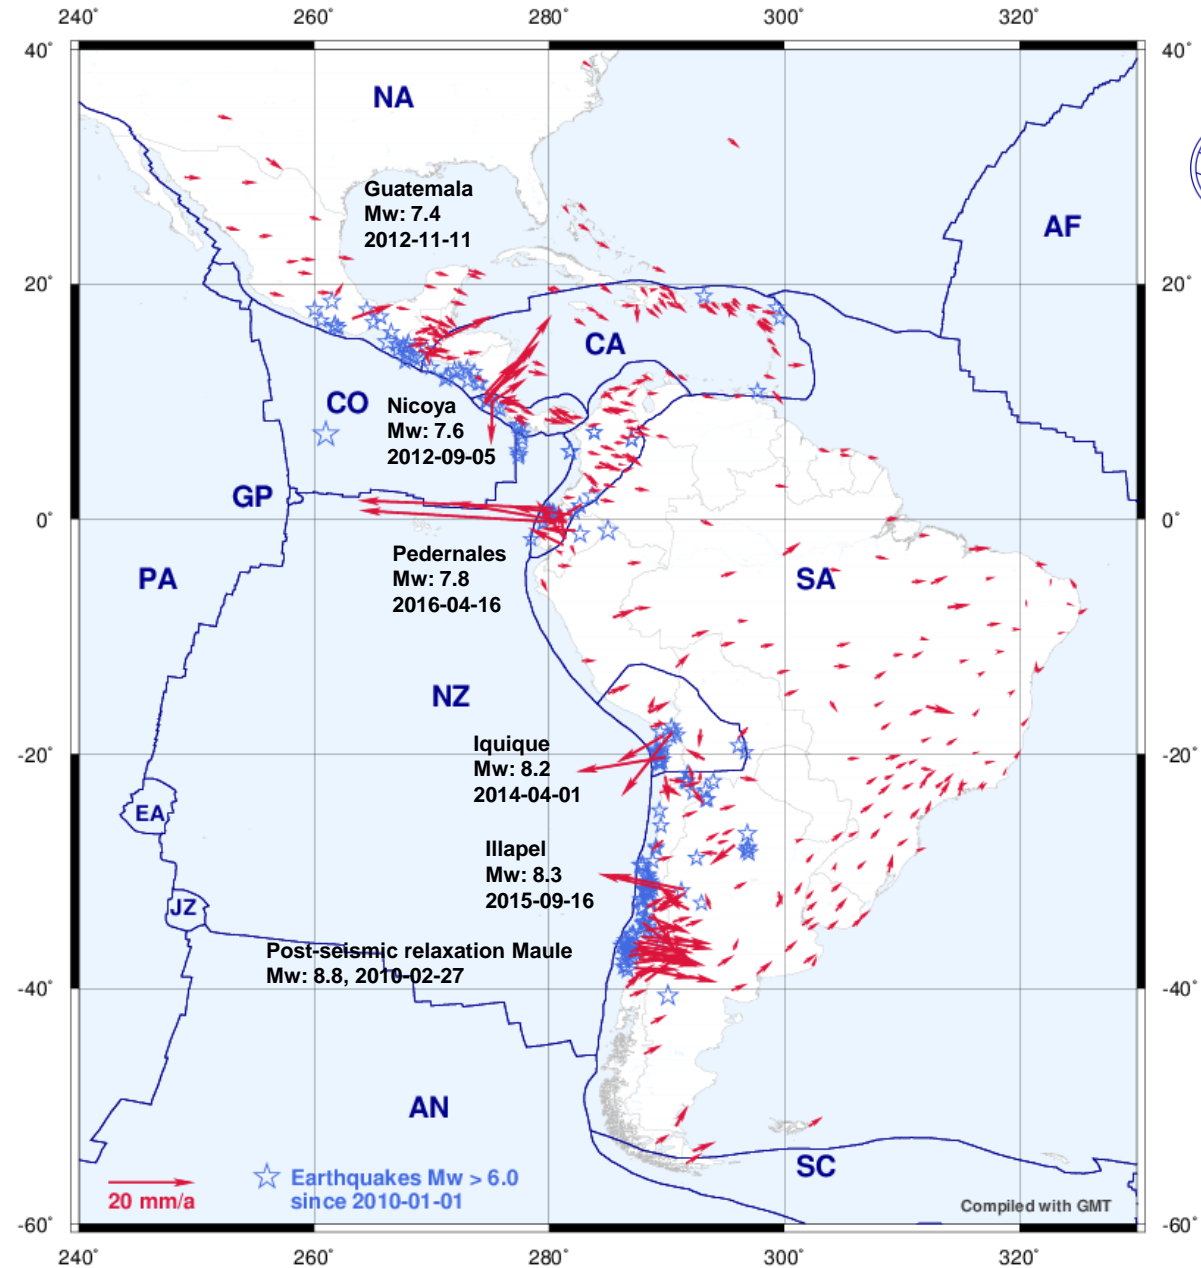 240° 260° 280° 300° 320°
40° 40°
NA
Guatemala
Mw: 7.4
2012-11-11
AF
20° 20°
CA
CO
Nicoya
Mw: 7.6
2012-09-05
GP
0° 0°
Pedernales
Mw: 7.8
2016-04-16
PA
SA
NZ
Iquique
Mw: 8.2
2014-04-01
-20° -20°
EA
Illapel
Mw: 8.3
2015-09-16
JZ
Post-seismic relaxation Maule
Mw: 8.8, 2010-02-27
-40° -40°
AN
SC
20 mm/a
Earthquakes Mw > 6.0
since 2010-01-01
Compiled with GMT
-60° -60°
240° 260° 280° 300° 320°